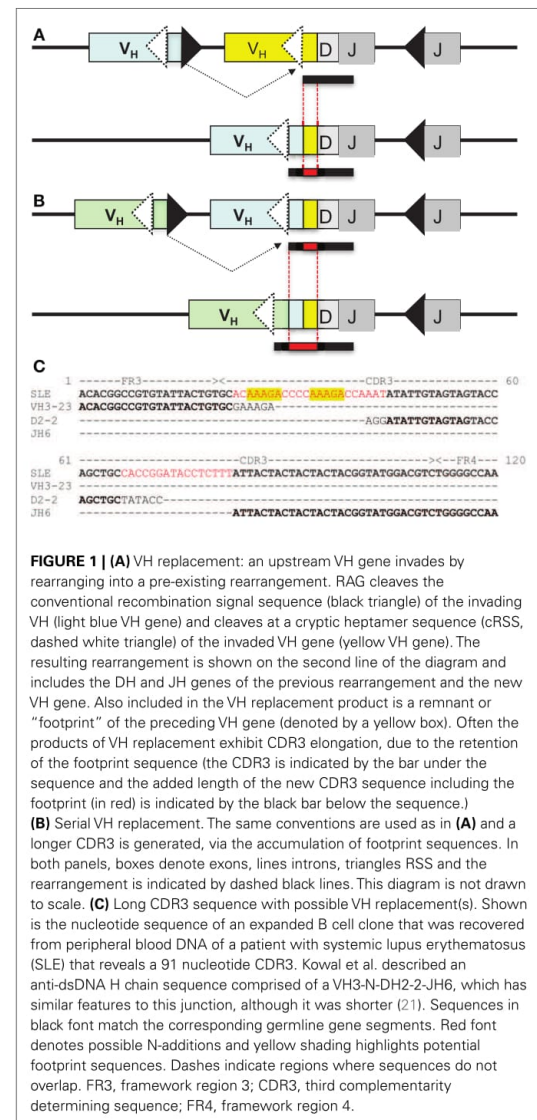 A
V_H V_H D J J
V_H D J J
B
V_H V_H D J J
V_H D J J
C
1 ------FR3----------><--------------------CDR3------------ 60
SLE ACACGGCCGTGTATTACTGTGCACAAAGACCCCAAAGACCAAATATATTGTAGTAGTACC
VH3-23 ACACGGCCGTGTATTACTGTGCGAAAGA
D2-2 AGGATATTGTAGTAGTACC
JH6
61 --------------------CDR3--------------------><--FR4---- 120
SLE AGCTGCCACCGGATACCTCTTTATTACTACTACTACTACGGTATGGACGTCTGGGGCCAA
VH3-23
D2-2 AGCTGCTATACC
JH6 ATTACTACTACTACTACGGTATGGACGTCTGGGGCCAA
FIGURE 1 | (A) VH replacement: an upstream VH gene invades by
rearranging into a pre-existing rearrangement. RAG cleaves the
conventional recombination signal sequence (black triangle) of the invading
VH (light blue VH gene) and cleaves at a cryptic heptamer sequence (cRSS,
dashed white triangle) of the invaded VH gene (yellow VH gene). The
resulting rearrangement is shown on the second line of the diagram and
includes the DH and JH genes of the previous rearrangement and the new
VH gene. Also included in the VH replacement product is a remnant or
"footprint" of the preceding VH gene (denoted by a yellow box). Often the
products of VH replacement exhibit CDR3 elongation, due to the retention
of the footprint sequence (the CDR3 is indicated by the bar under the
sequence and the added length of the new CDR3 sequence including the
footprint (in red) is indicated by the black bar below the sequence.)
(B) Serial VH replacement. The same conventions are used as in (A) and a
longer CDR3 is generated, via the accumulation of footprint sequences. In
both panels, boxes denote exons, lines introns, triangles RSS and the
rearrangement is indicated by dashed black lines. This diagram is not drawn
to scale. (C) Long CDR3 sequence with possible VH replacement(s). Shown
is the nucleotide sequence of an expanded B cell clone that was recovered
from peripheral blood DNA of a patient with systemic lupus erythematosus
(SLE) that reveals a 91 nucleotide CDR3. Kowal et al. described an
anti-dsDNA H chain sequence comprised of a VH3-N-DH2-2-JH6, which has
similar features to this junction, although it was shorter (21). Sequences in
black font match the corresponding germline gene segments. Red font
denotes possible N-additions and yellow shading highlights potential
footprint sequences. Dashes indicate regions where sequences do not
overlap. FR3, framework region 3; CDR3, third complementarity
determining sequence; FR4, framework region 4.